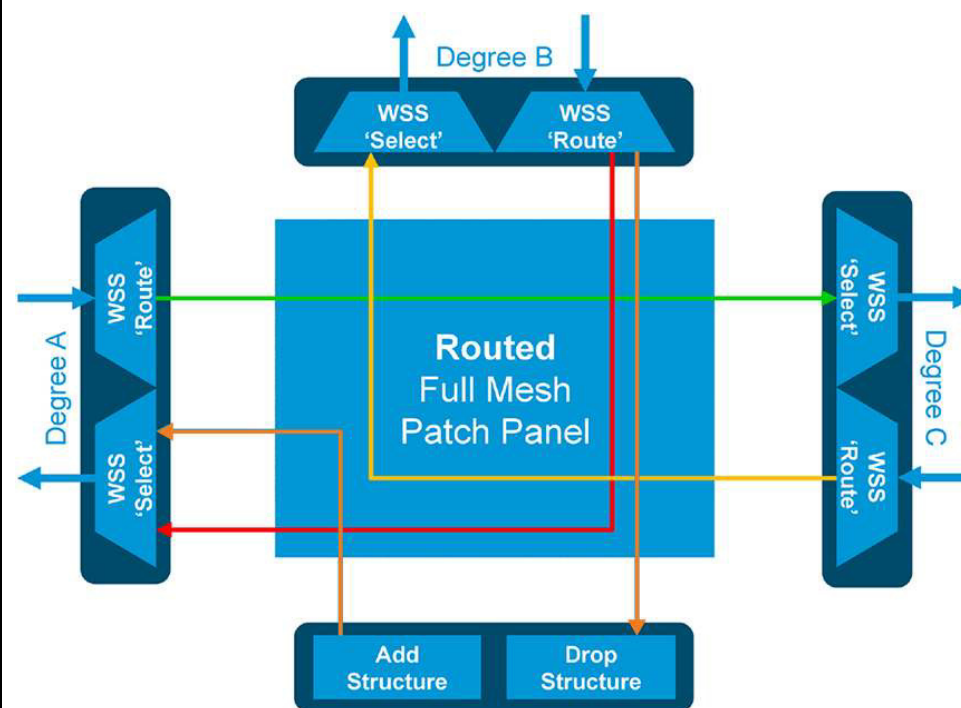 Degree B
WSS
'Select'
WSS
'Route'
Degree A
WSS
'Route'
WSS
'Select'
Routed
Full Mesh
Patch Panel
WSS
'Select'
WSS
'Route'
Degree C
Add
Structure
Drop
Structure